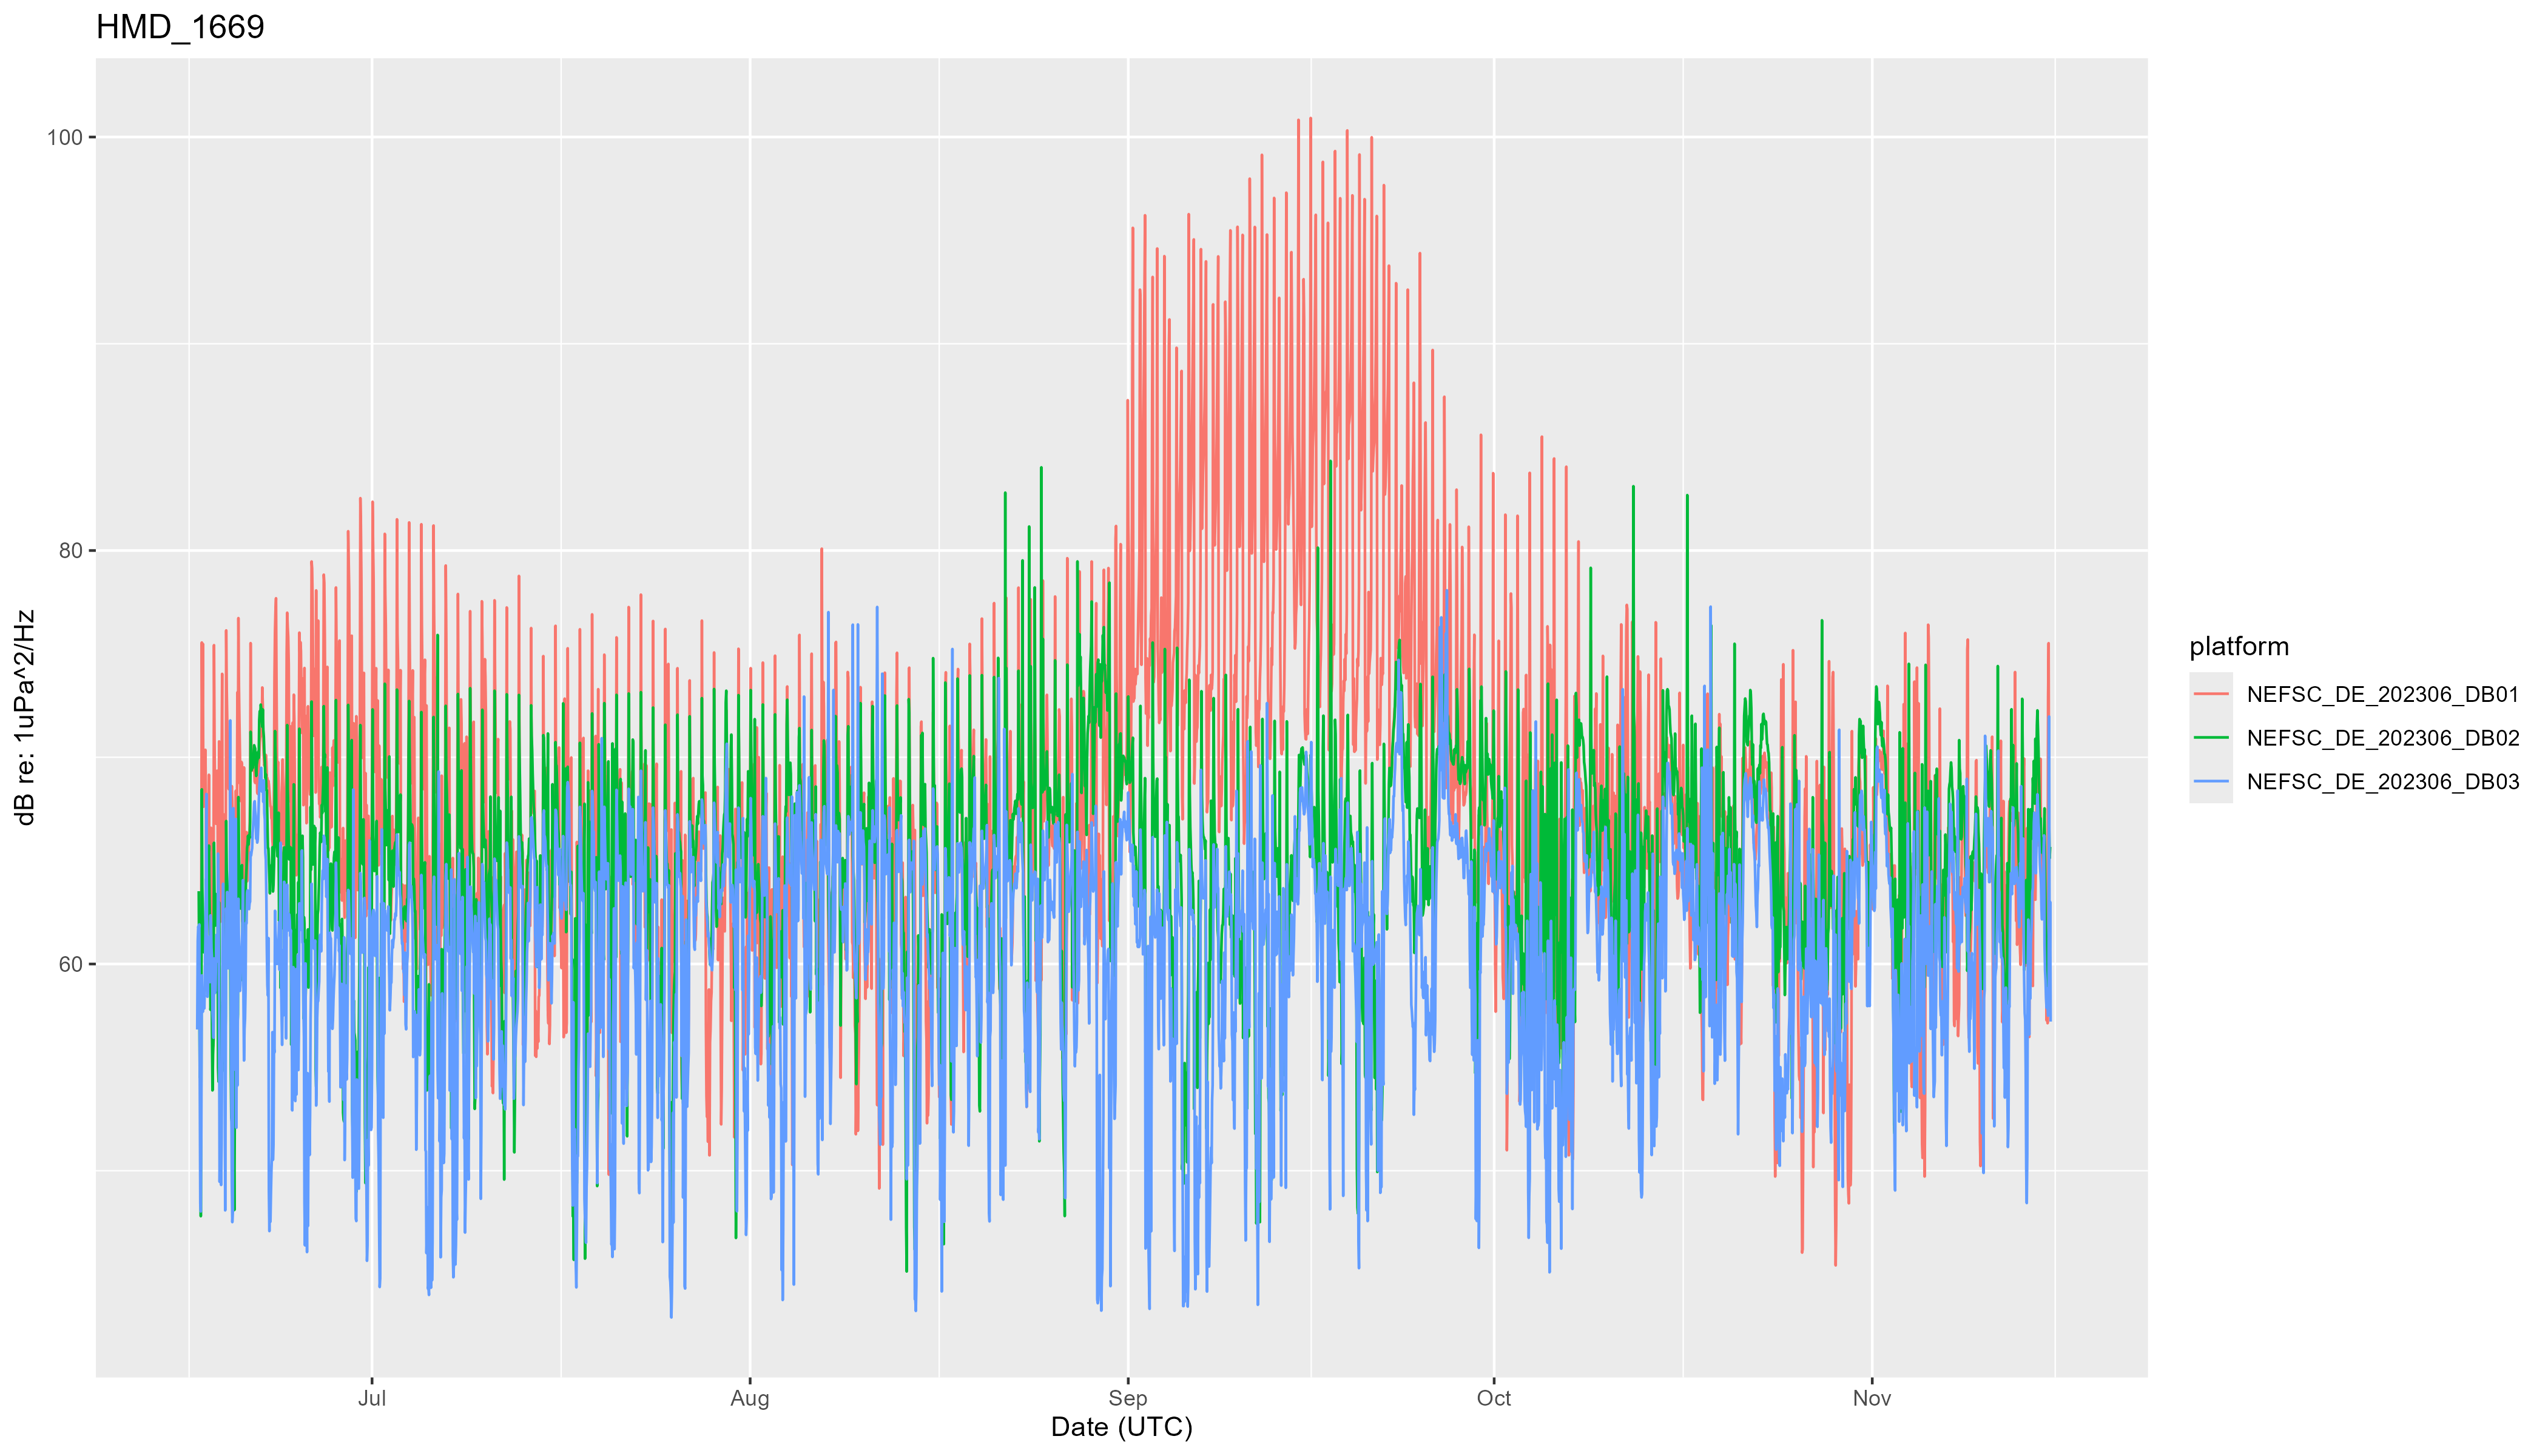 HMD_1669
dB re: 1uPa^2/Hz
100
80
60
Jul
Aug
Sep
Oct
Nov
Date (UTC)
platform
NEFSC_DE_202306_DB01
NEFSC_DE_202306_DB02
NEFSC_DE_202306_DB03